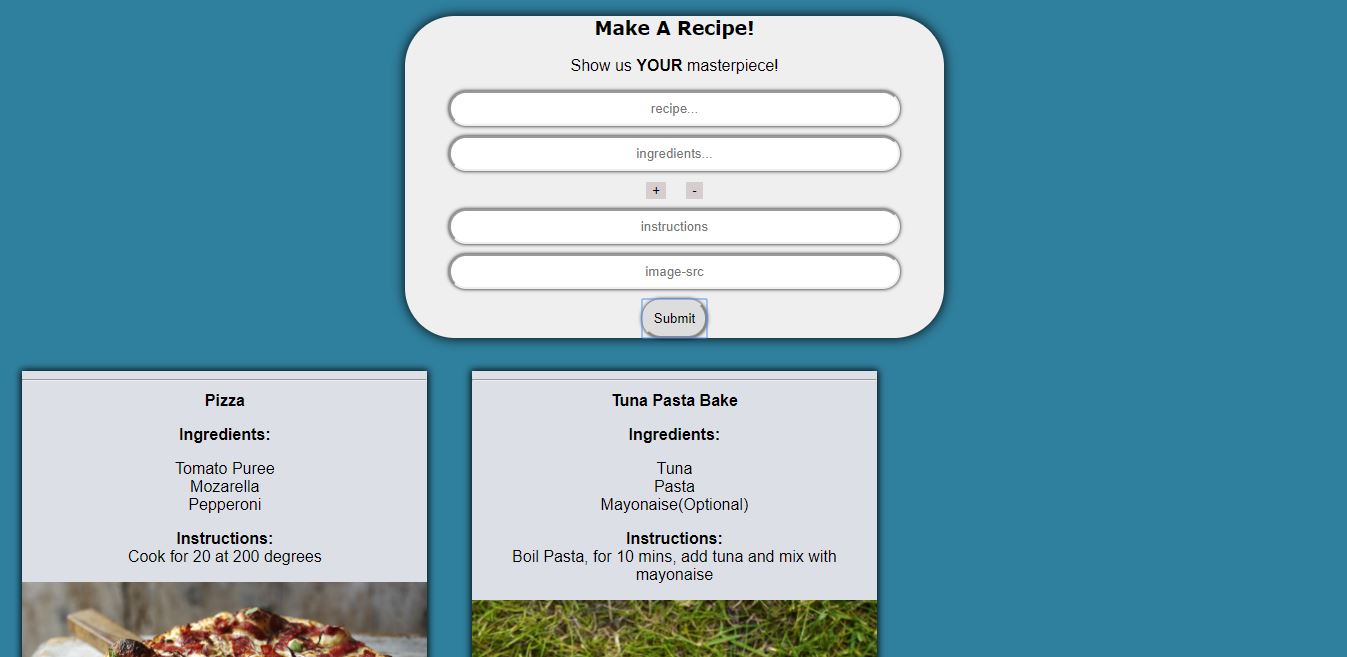 Make A Recipe!
Show us YOUR masterpiece!
recipe...
ingredients...
+ -
instructions
image-src
Submit
Pizza
Ingredients:
Tomato Puree
Mozarella
Pepperoni
Instructions:
Cook for 20 at 200 degrees
Tuna Pasta Bake
Ingredients:
Tuna
Pasta
Mayonaise(Optional)
Instructions:
Boil Pasta, for 10 mins, add tuna and mix with
mayonaise